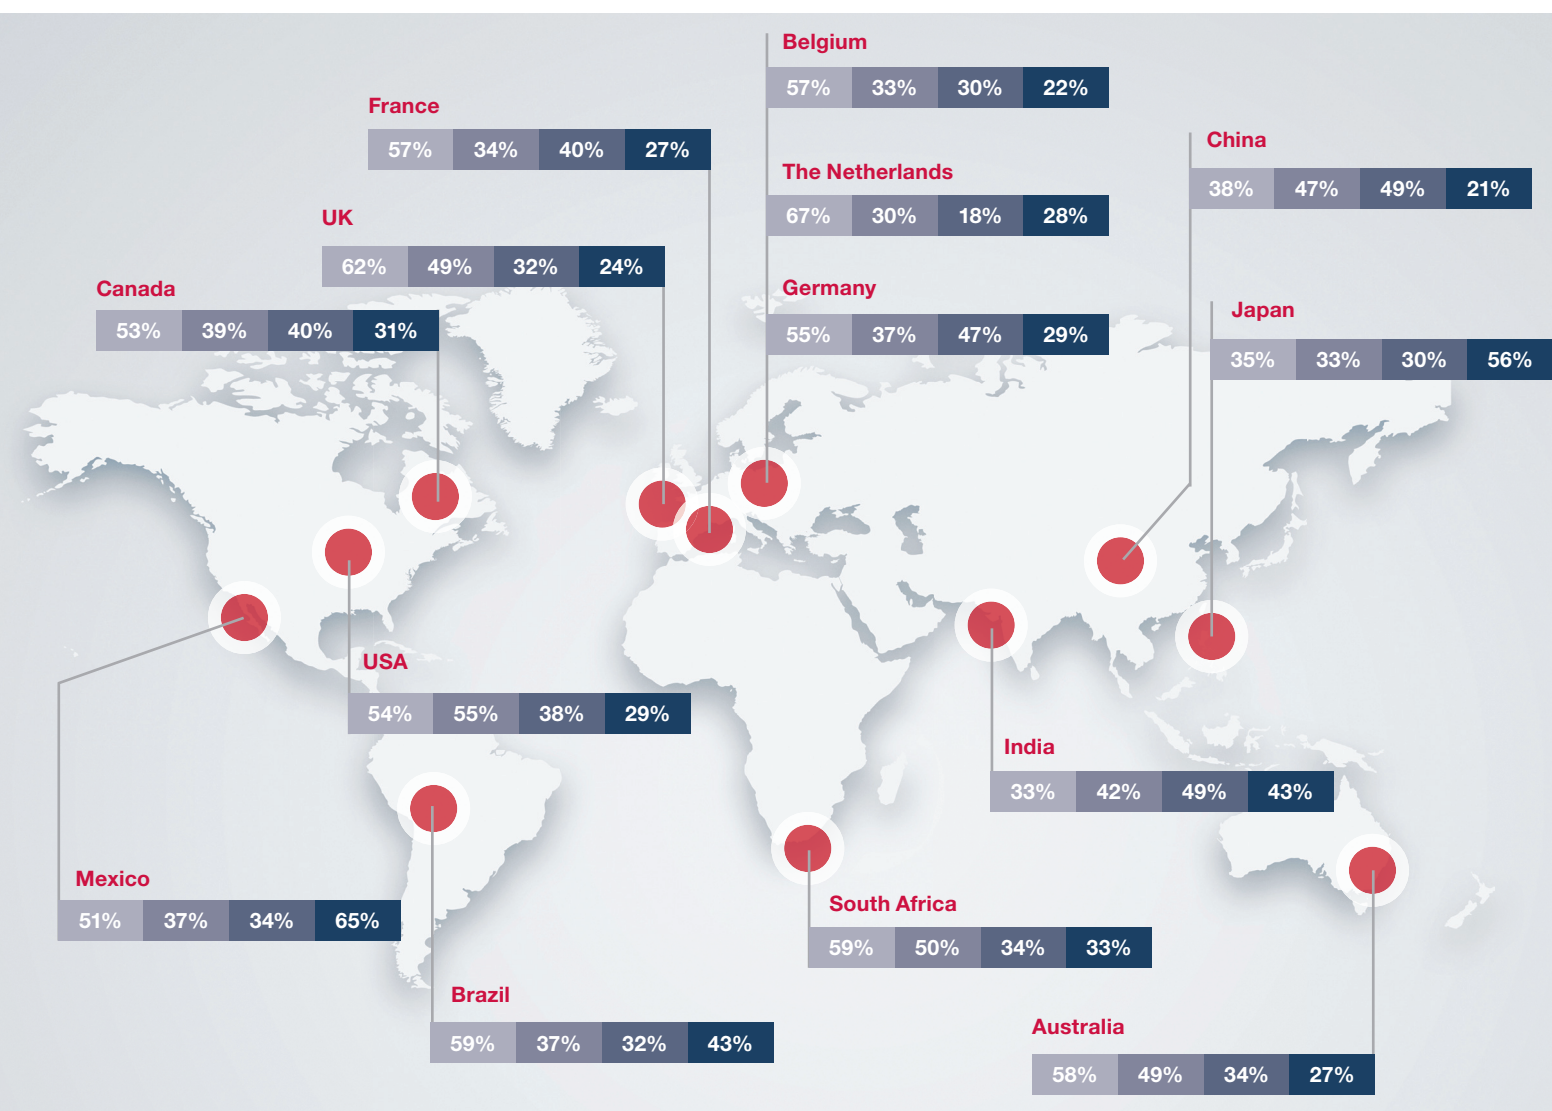 Belgium
57% 33% 30% 22%
France
57% 34% 40% 27%
China
38% 47% 49% 21%
The Netherlands
67% 30% 18% 28%
UK
62% 49% 32% 24%
Canada
53% 39% 40% 31%
Germany
55% 37% 47% 29%
Japan
35% 33% 30% 56%
USA
54% 55% 38% 29%
India
33% 42% 49% 43%
Mexico
51% 37% 34% 65%
South Africa
59% 50% 34% 33%
Brazil
59% 37% 32% 43%
Australia
58% 49% 34% 27%